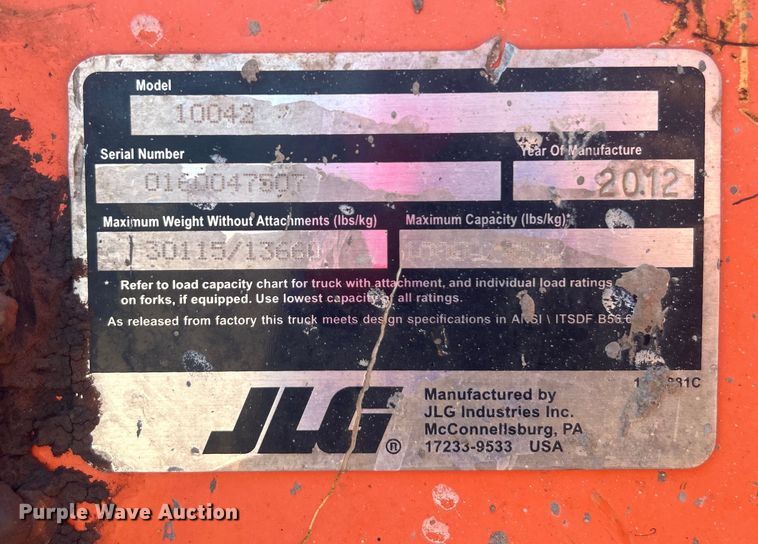 Model
10042
Serial Number
Year Of Manufacture
0160047507
2012
Maximum Weight Without Attachments (lbs/kg)
Maximum Capacity (lbs/kg)*
30115/13660
* Refer to load capacity chart for truck with attachment, and individual load ratings
on forks, if equipped. Use lowest capacity all ratings.
As released from factory this truck meets design specifications in ANSI \ ITSDF
JLG®
Manufactured by
JLG Industries Inc.
McConnellsburg, PA
17233-9533 USA
Purple Wave Auction